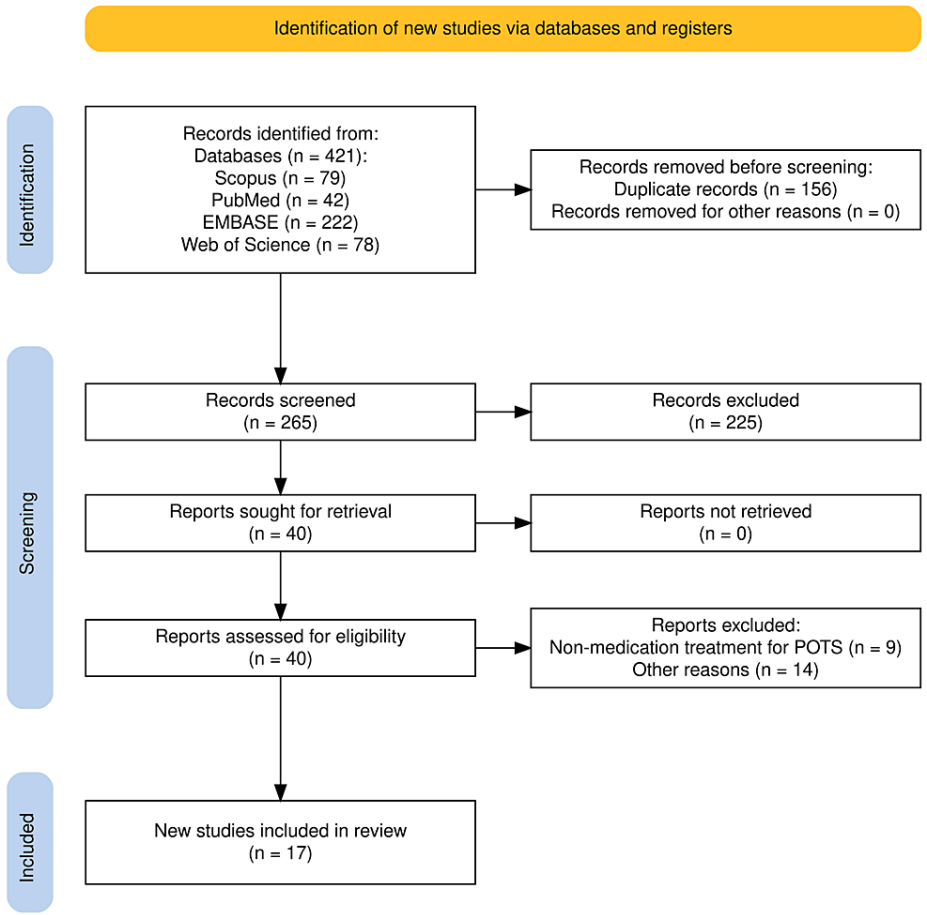 Identification of new studies via databases and registers
Identification
Records identified from:
Databases (n = 421):
Scopus (n = 79)
PubMed (n = 42)
EMBASE (n = 222)
Web of Science (n = 78)
Records removed before screening:
Duplicate records (n = 156)
Records removed for other reasons (n = 0)
Screening
Records screened
(n = 265)
Records excluded
(n = 225)
Reports sought for retrieval
(n = 40)
Reports not retrieved
(n = 0)
Reports assessed for eligibility
(n = 40)
Reports excluded:
Non-medication treatment for POTS (n = 9)
Other reasons (n = 14)
Included
New studies included in review
(n = 17)